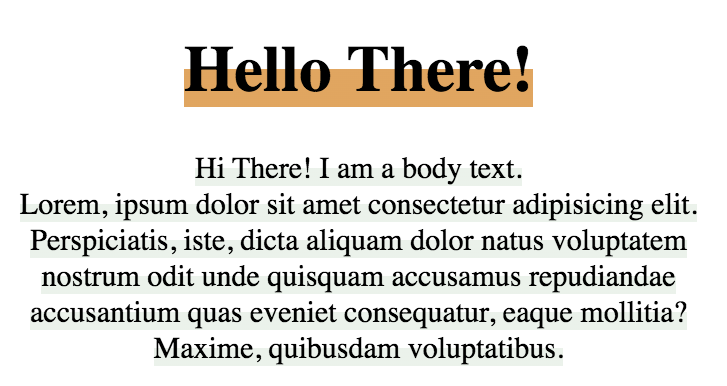 Hello There!
Hi There! I am a body text.
Lorem, ipsum dolor sit amet consectetur adipisicing elit.
Perspiciatis, iste, dicta aliquam dolor natus voluptatem
nostrum odit unde quisquam accusamus repudiandae
accusantium quas eveniet consequatur, eaque mollitia?
Maxime, quibusdam voluptatibus.